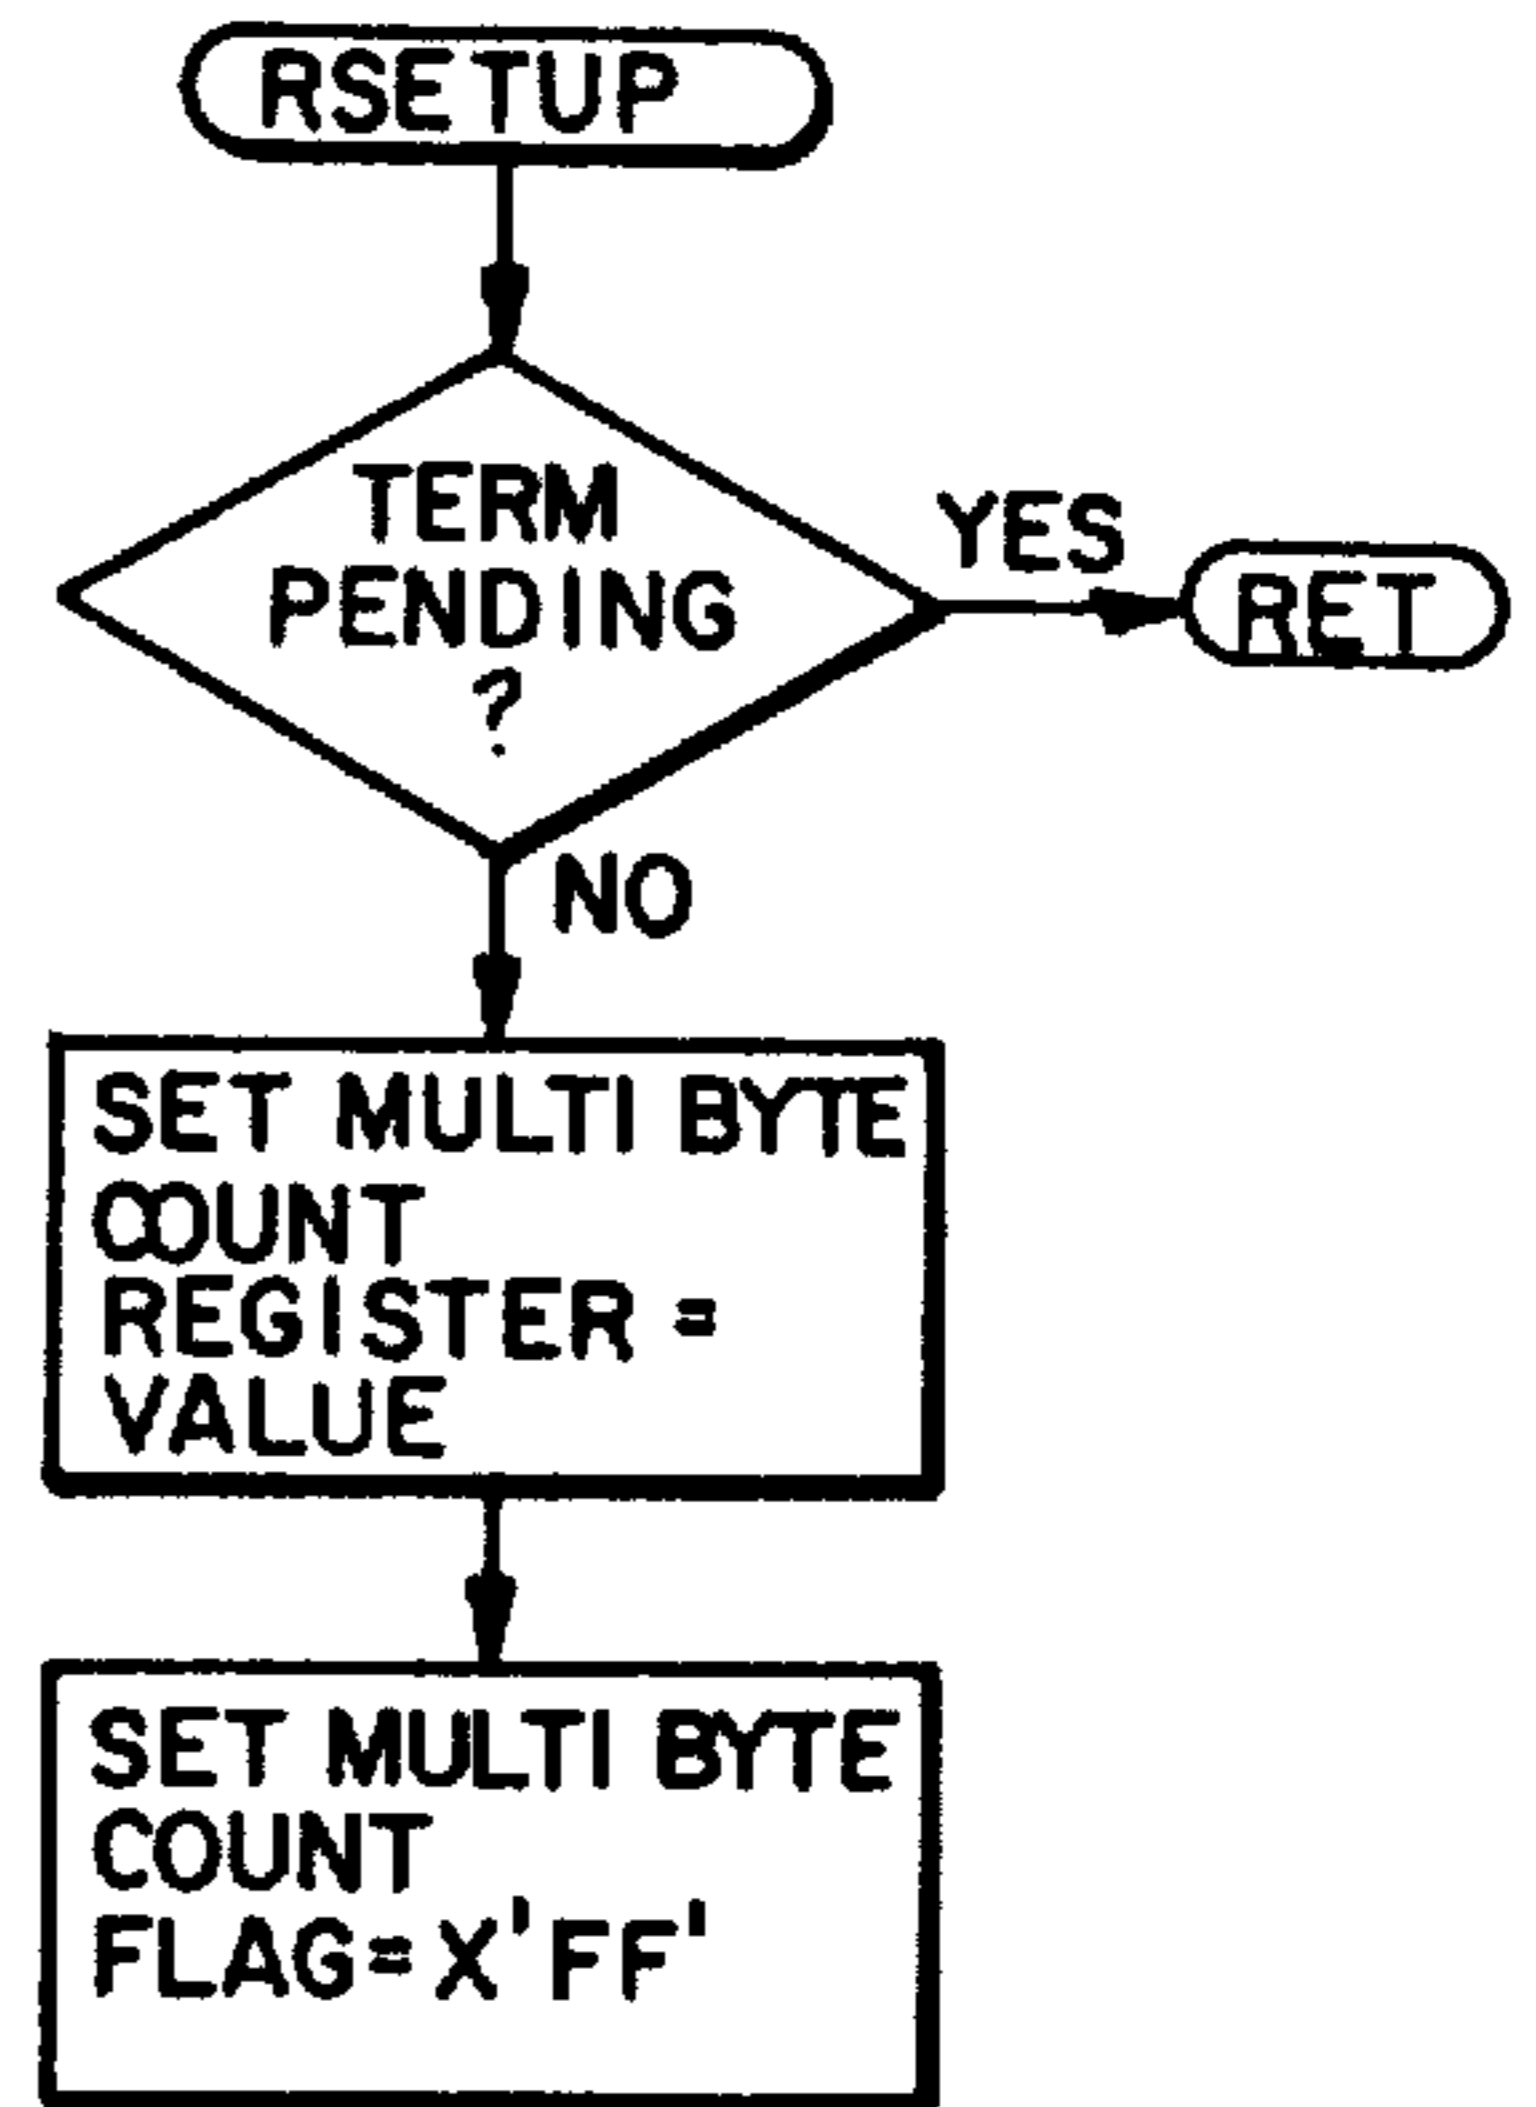 RSETUP
TERM
PENDING
?
YES
RET
NO
SET MULTI BYTE
COUNT
REGISTER =
VALUE
SET MULTI BYTE
COUNT
FLAG=X'FF'